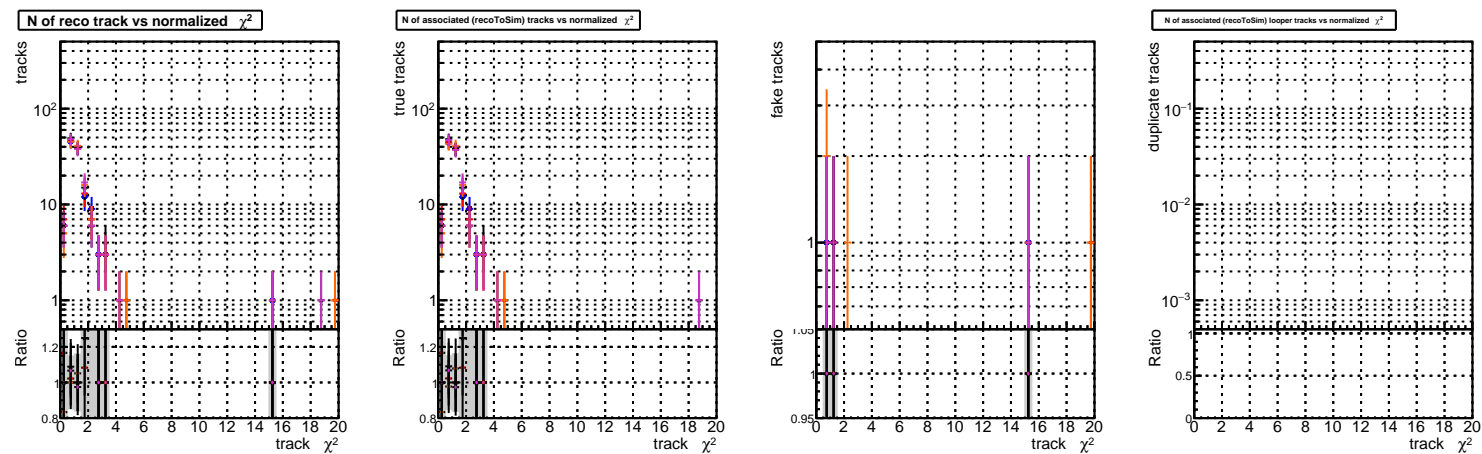 N of reco track vs normalized χ²
tracks
10²
10
1
Ratio
1.2
1
0.8
0 2 4 6 8 10 12 14 16 18 20
track χ²
N of associated (recoToSim) tracks vs normalized χ²
true tracks
10²
10
1
Ratio
1.2
1
0.8
0 2 4 6 8 10 12 14 16 18 20
track χ²
fake tracks
1
Ratio
1.05
1
0.95
0 2 4 6 8 10 12 14 16 18 20
track χ²
N of associated (recoToSim) looper tracks vs normalized χ²
duplicate tracks
10⁻¹
10⁻²
10⁻³
Ratio
1
0.5
0
0 2 4 6 8 10 12 14 16 18 20
track χ²